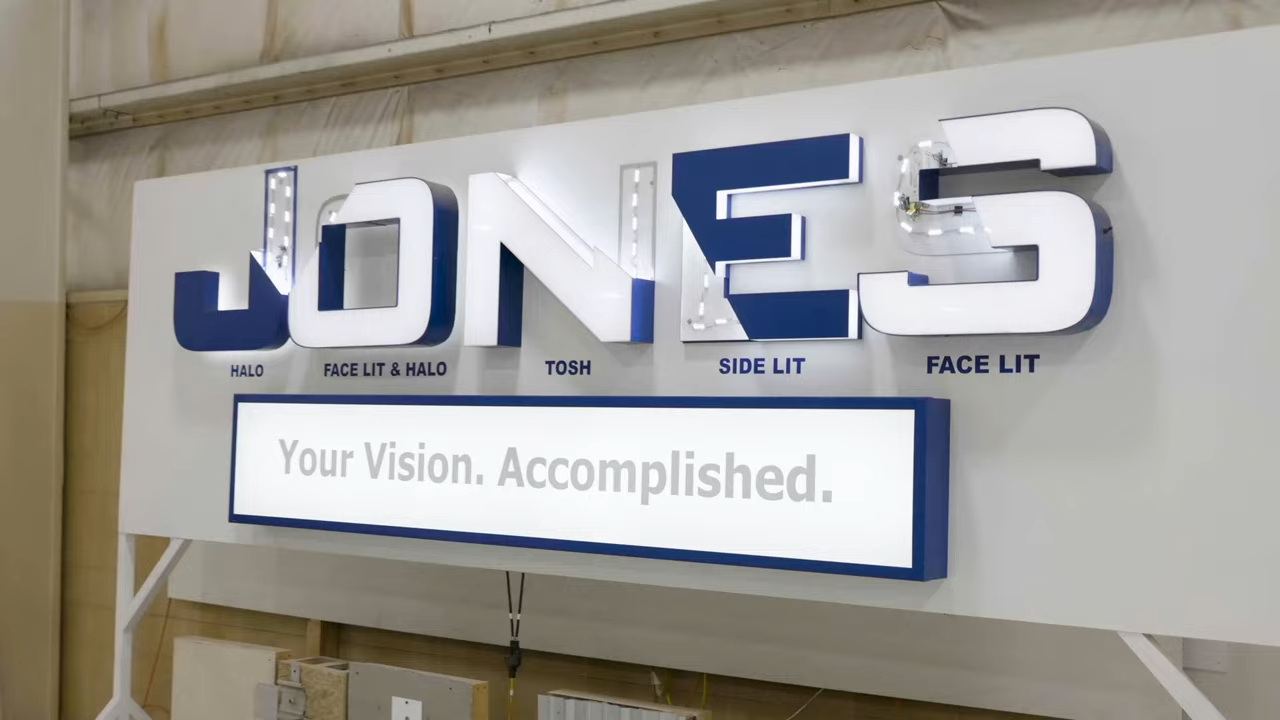 JONES
HALO FACE LIT & HALO TOSH SIDE LIT FACE LIT
Your Vision. Accomplished.